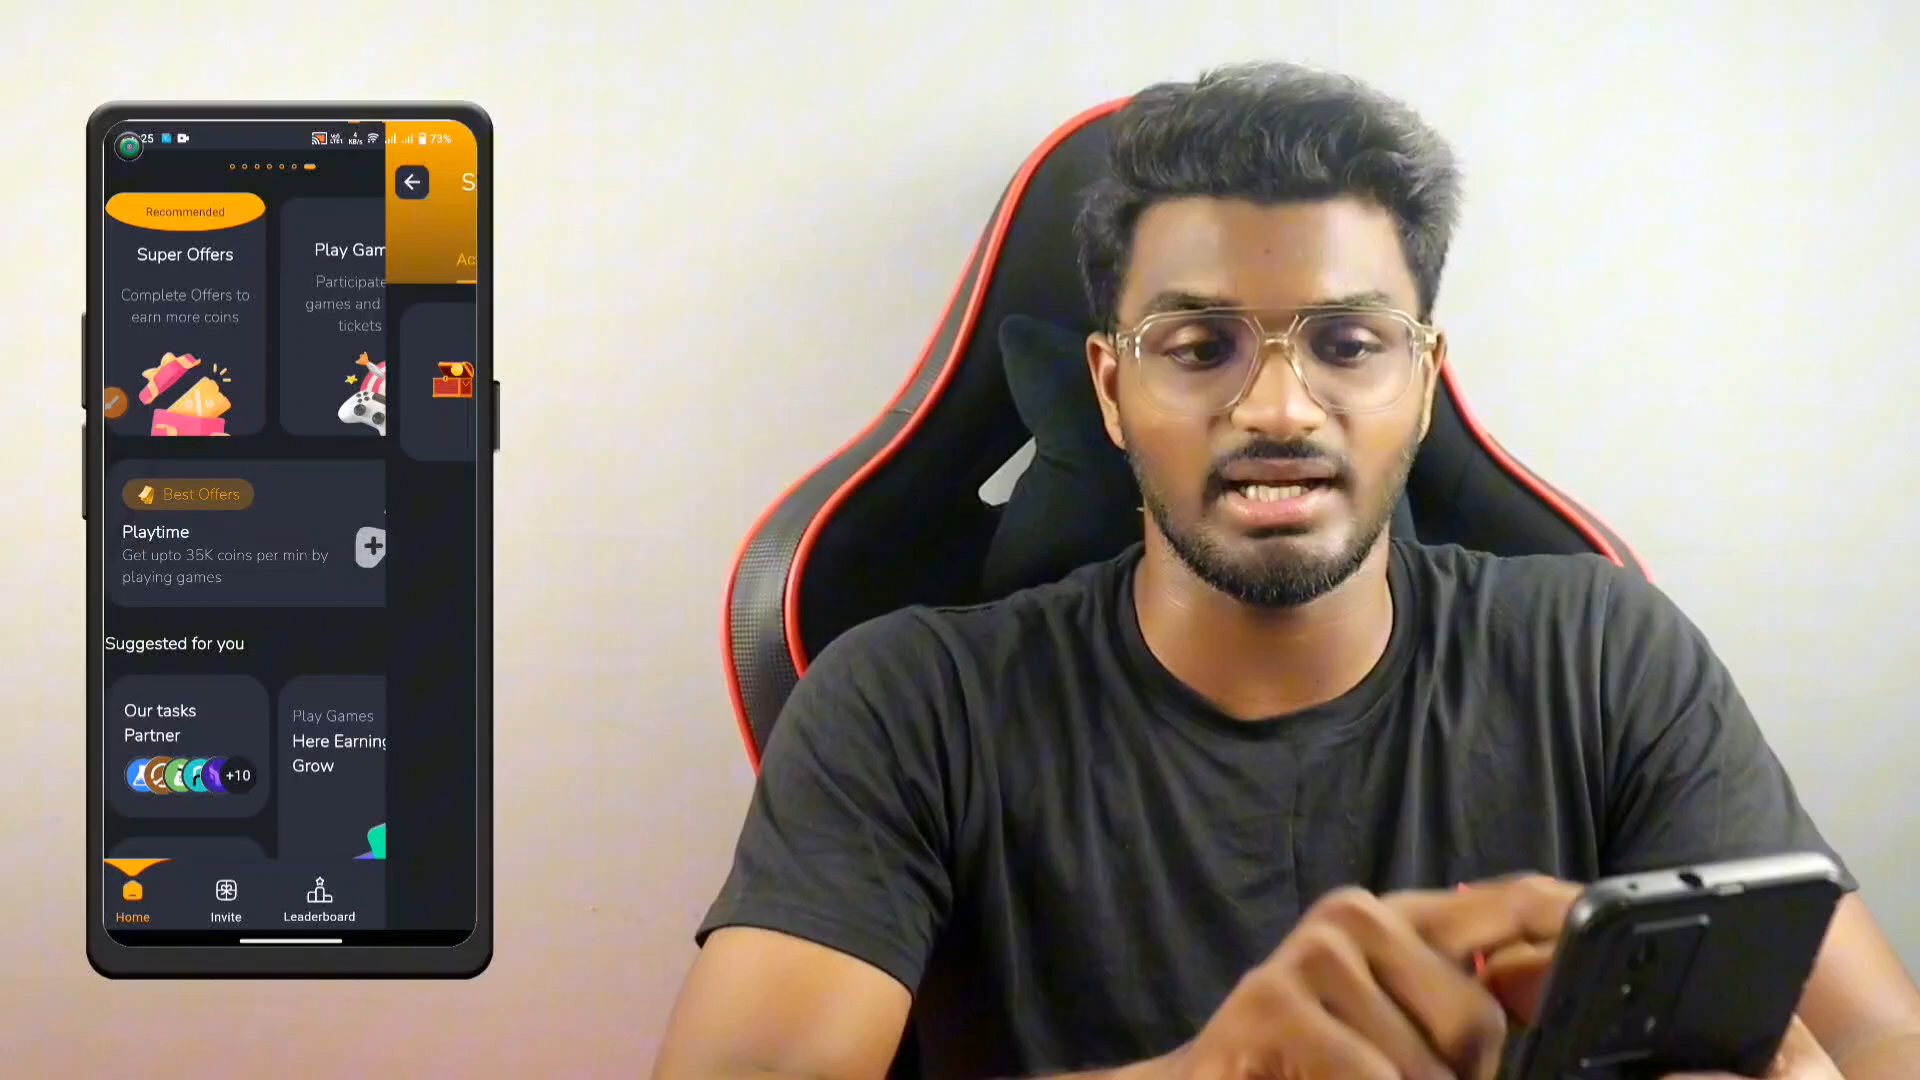 25
4
KB/s
73%
Recommended
Super Offers
Complete Offers to
earn more coins
Play Gam
Participate
games and
tickets
S
Ac
Best Offers
Playtime
Get upto 35K coins per min by
playing games
Suggested for you
Our tasks
Partner
+10
Play Games
Here Earning
Grow
Home
Invite
Leaderboard